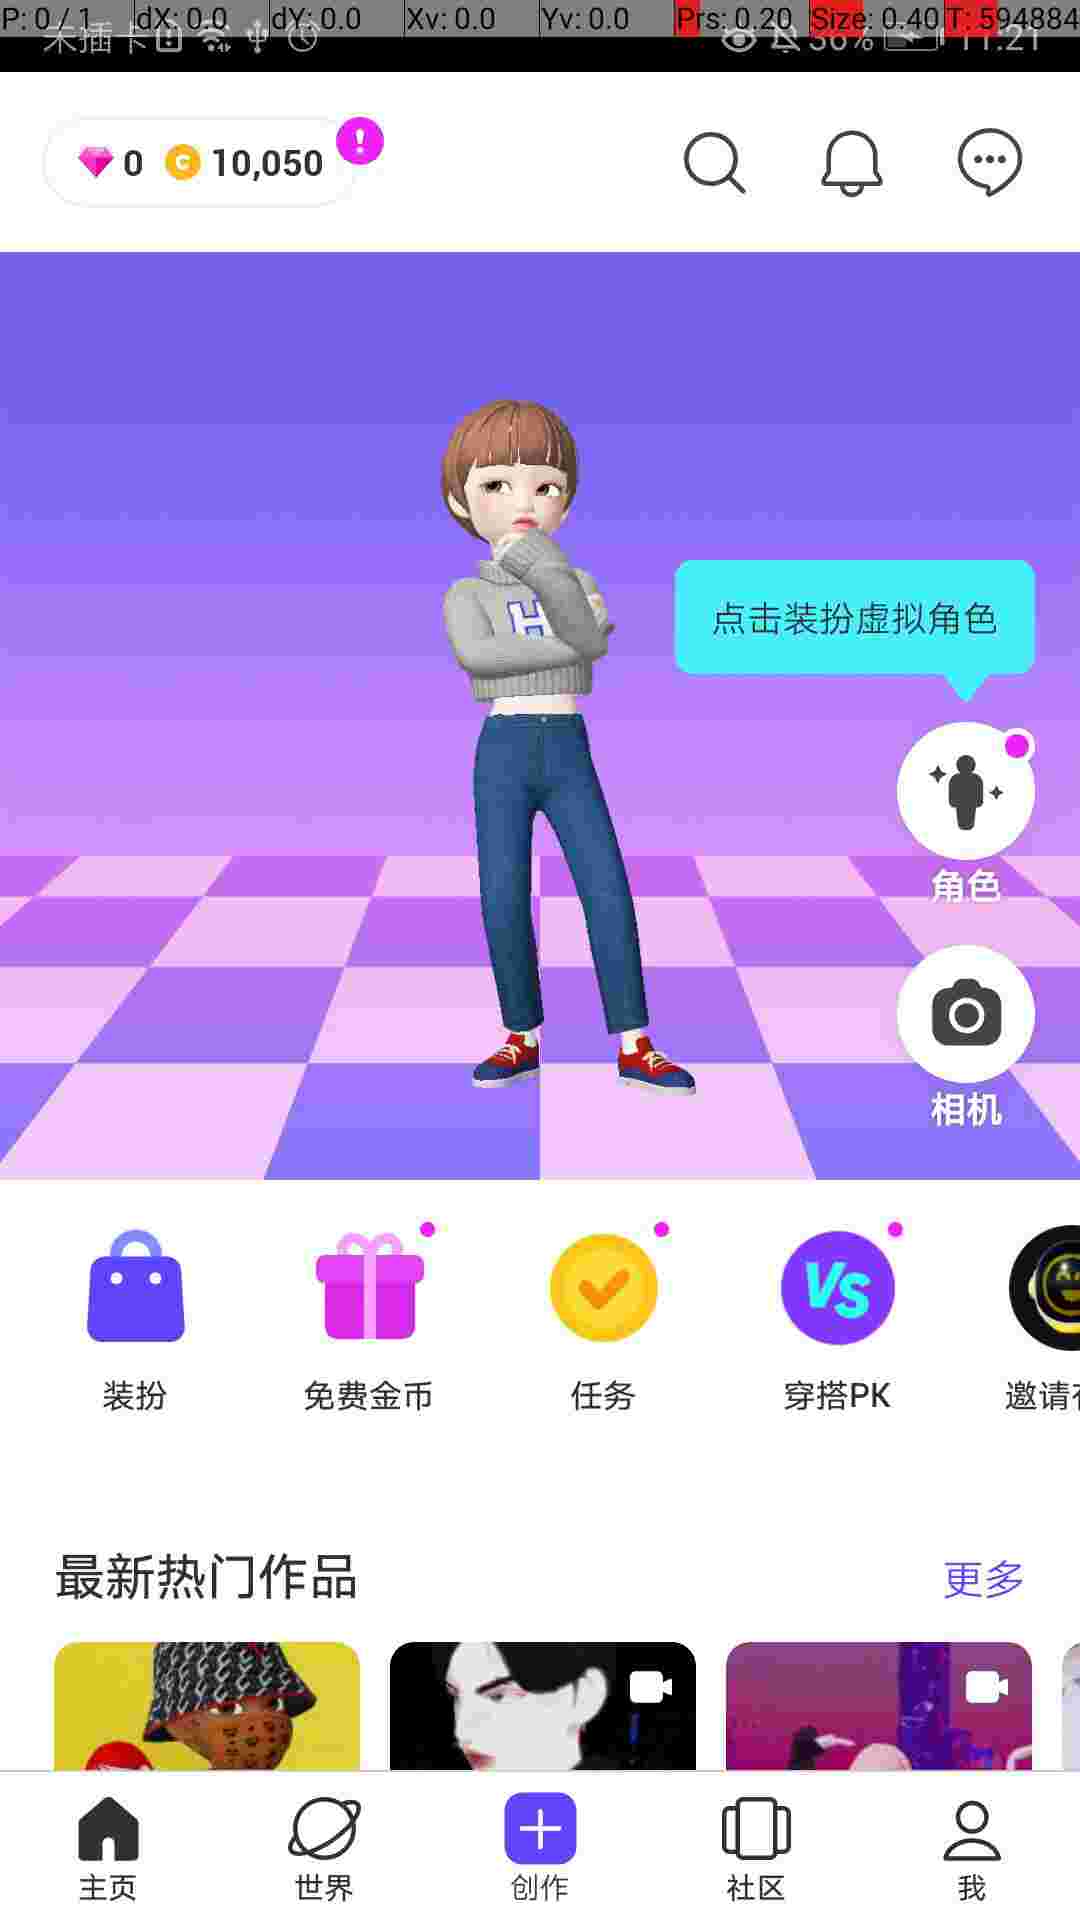 P: 0 / 1 dX: 0.0 dY: 0.0 Xv: 0.0 Yv: 0.0 Prs: 0.20 Size: 0.40 T: 594884
未插卡 36% 11:21
0 C 10,050 !
点击装扮虚拟角色
角色
H
相机
VS
装扮 免费金币 任务 穿搭PK 邀请
最新热门作品 更多
主页 世界 创作 社区 我